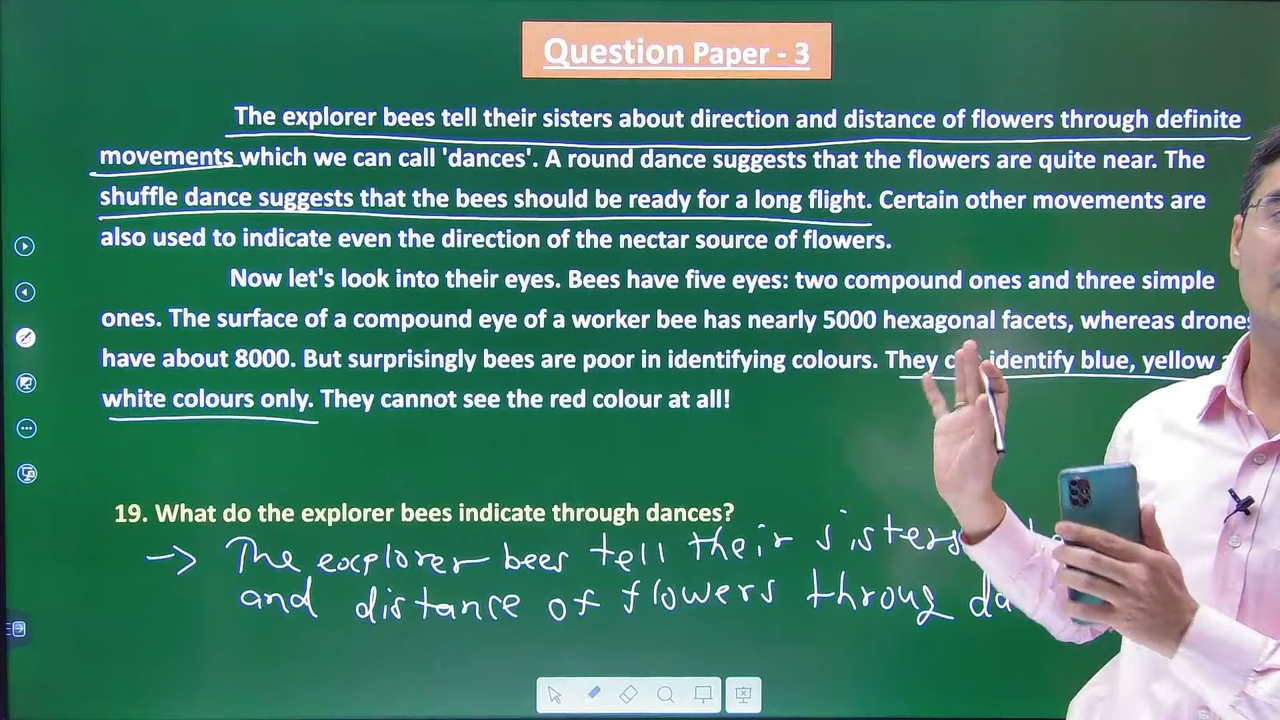 Question Paper - 3
The explorer bees tell their sisters about direction and distance of flowers through definite
movements which we can call 'dances'. A round dance suggests that the flowers are quite near. The
shuffle dance suggests that the bees should be ready for a long flight. Certain other movements are
also used to indicate even the direction of the nectar source of flowers.
Now let's look into their eyes. Bees have five eyes: two compound ones and three simple
ones. The surface of a compound eye of a worker bee has nearly 5000 hexagonal facets, whereas drones
have about 8000. But surprisingly bees are poor in identifying colours. They identify blue, yellow
white colours only. They cannot see the red colour at all!
19. What do the explorer bees indicate through dances?
→ The explorer bees tell their sisters
and distance of flowers throug